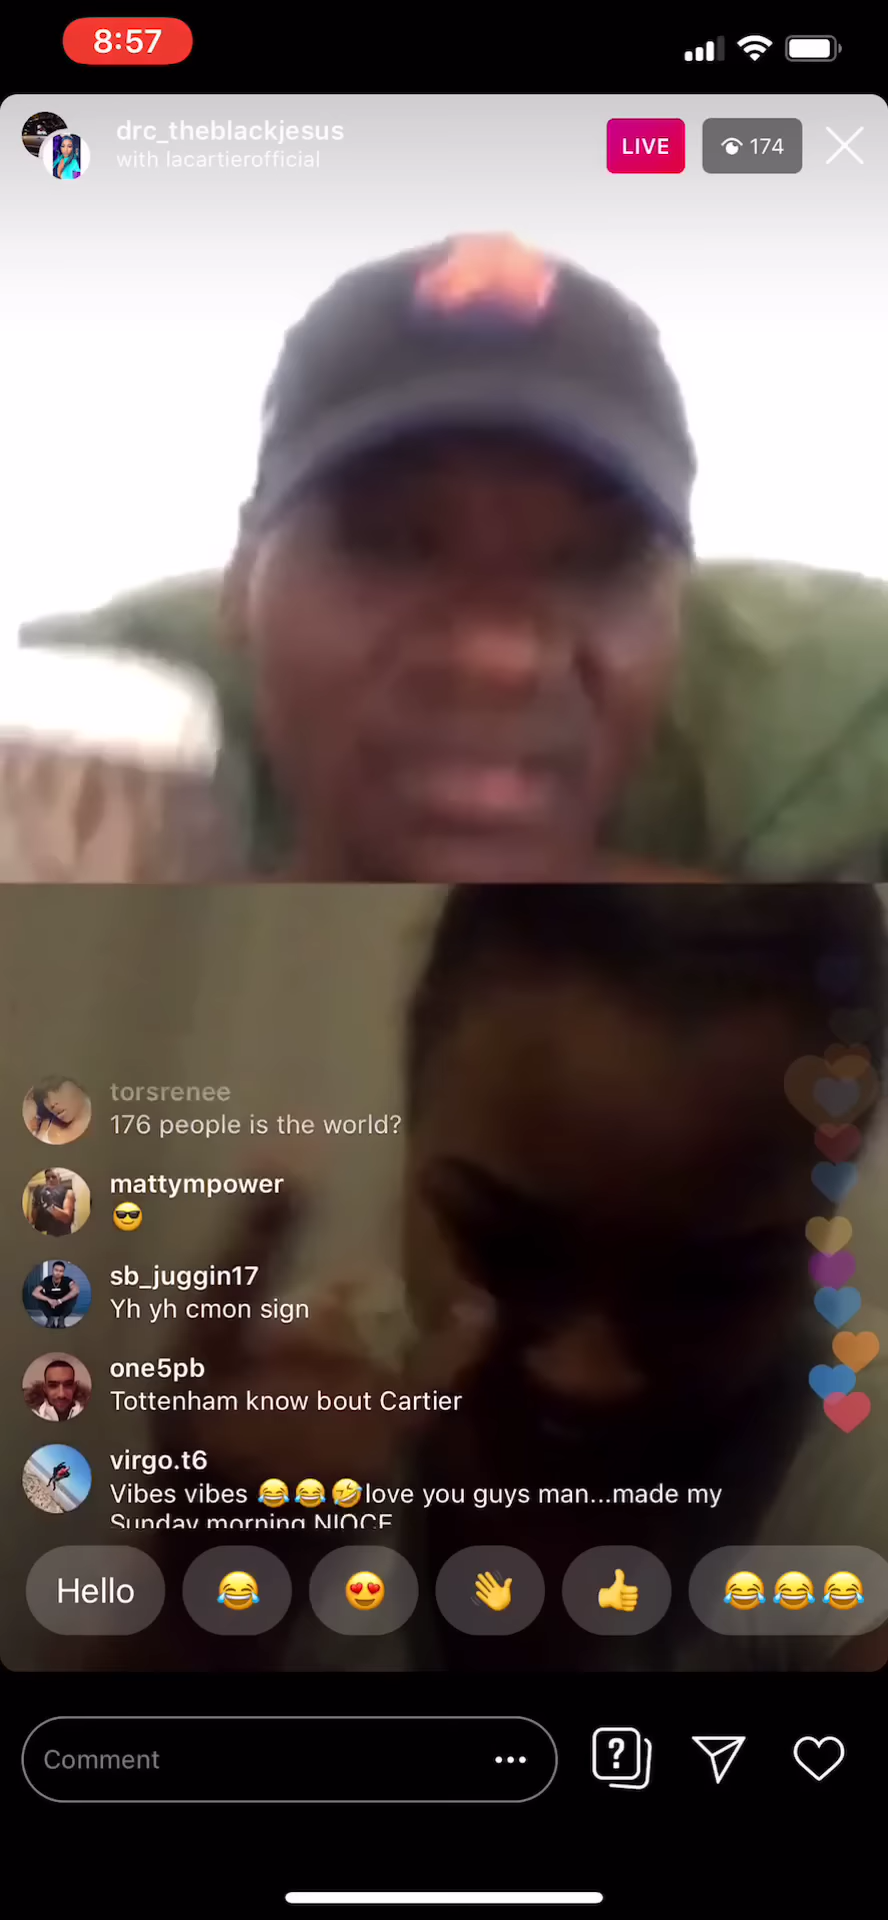 8:57
drc_theblackjesus
with lacartierofficial
LIVE
174
torsrenee
176 people is the world?
mattympower
😎
sb_juggin17
Yh yh cmon sign
one5pb
Tottenham know bout Cartier
virgo.t6
Vibes vibes 😂😂🤣love you guys man...made my
Sunday morning NIOCE
Hello 😂 😍 👋 👍 😂😂😂
Comment